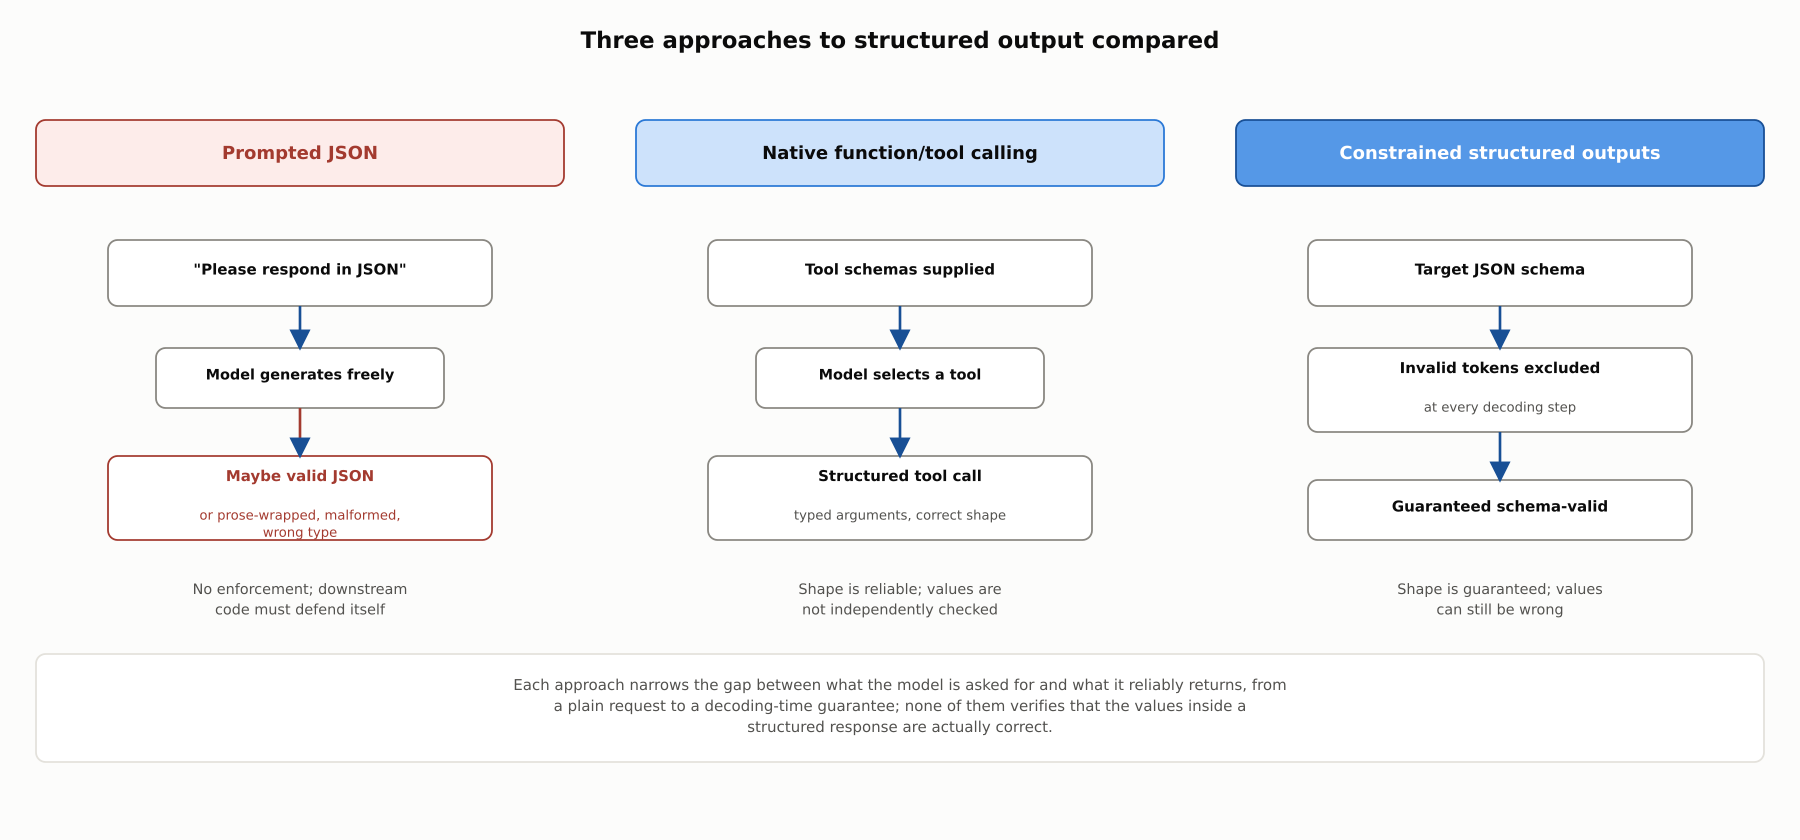 Three approaches to structured output compared
Prompted JSON
"Please respond in JSON"
Model generates freely
Maybe valid JSON
or prose-wrapped, malformed,
wrong type
No enforcement; downstream
code must defend itself
Native function/tool calling
Tool schemas supplied
Model selects a tool
Structured tool call
typed arguments, correct shape
Shape is reliable; values are
not independently checked
Constrained structured outputs
Target JSON schema
Invalid tokens excluded
at every decoding step
Guaranteed schema-valid
Shape is guaranteed; values
can still be wrong
Each approach narrows the gap between what the model is asked for and what it reliably returns, from
a plain request to a decoding-time guarantee; none of them verifies that the values inside a
structured response are actually correct.